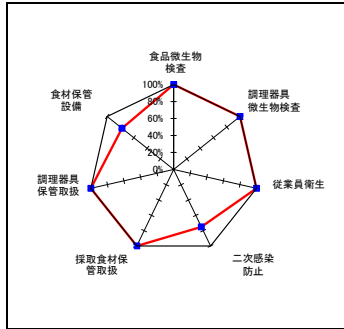 食品微生物
検査
調理器具
微生物検査
従業員衛生
二次感染
防止
採取食材保
管取扱
調理器具
保管取扱
食材保管
設備
100%
80%
60%
40%
20%
0%